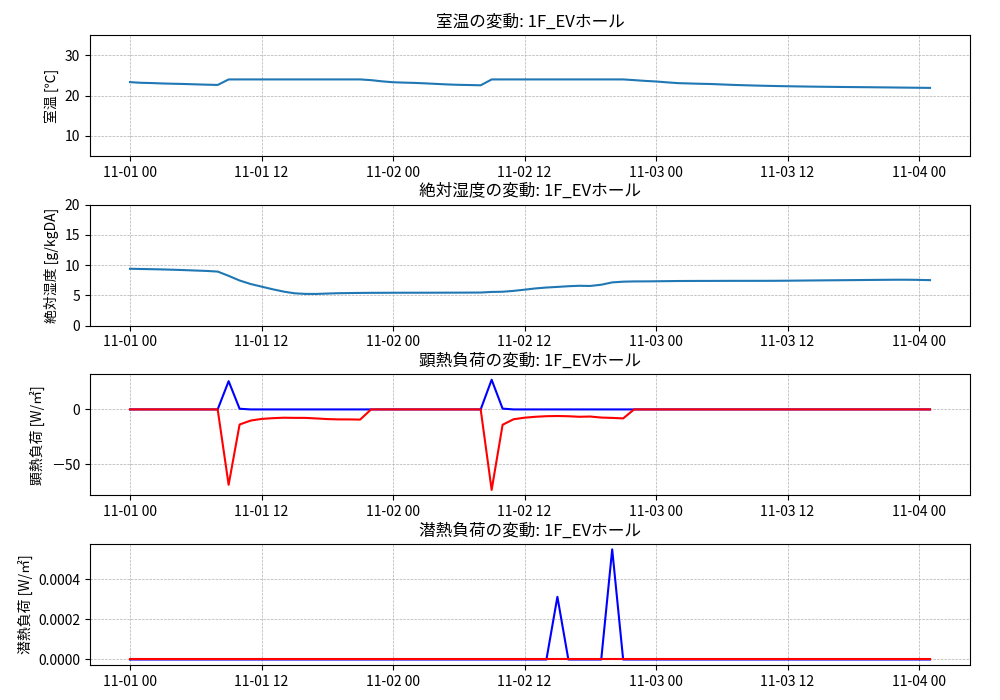 室温の変動: 1F_EVホール
30
20
10
室温 [℃]
11-01 00 11-01 12 11-02 00 11-02 12 11-03 00 11-03 12 11-04 00
絶対湿度の変動: 1F_EVホール
20
15
10
5
0
絶対湿度 [g/kgDA]
11-01 00 11-01 12 11-02 00 11-02 12 11-03 00 11-03 12 11-04 00
顕熱負荷の変動: 1F_EVホール
0
−50
顕熱負荷 [W/㎡]
11-01 00 11-01 12 11-02 00 11-02 12 11-03 00 11-03 12 11-04 00
潜熱負荷の変動: 1F_EVホール
0.0004
0.0002
0.0000
潜熱負荷 [W/㎡]
11-01 00 11-01 12 11-02 00 11-02 12 11-03 00 11-03 12 11-04 00